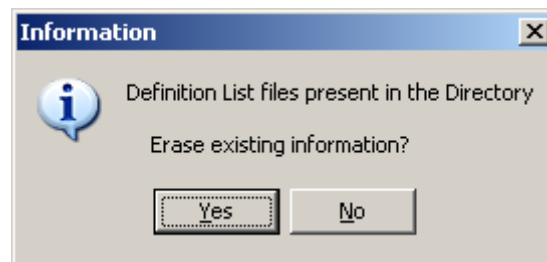 Information
Definition List files present in the Directory
Erase existing information?
Yes
No